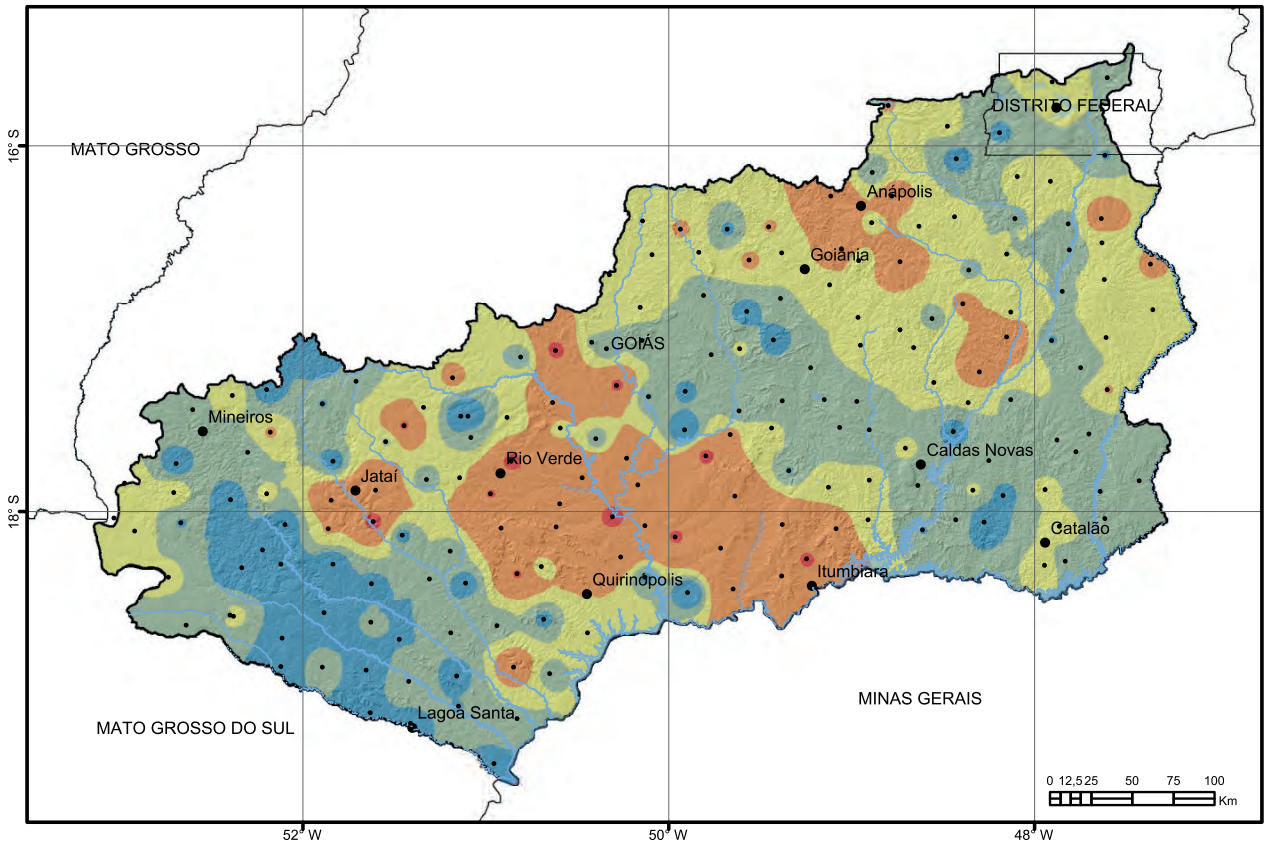 DISTRITO FEDERAL
16° S
MATO GROSSO
Anápolis
Goiânia
GOIÁS
Mineiros
Caldas Novas
Rio Verde
Jataí
18° S
Catalão
Itumbiara
Quirinópolis
MINAS GERAIS
Lagoa Santa
MATO GROSSO DO SUL
0 12,5 25 50 75 100
Km
52° W
50° W
48° W